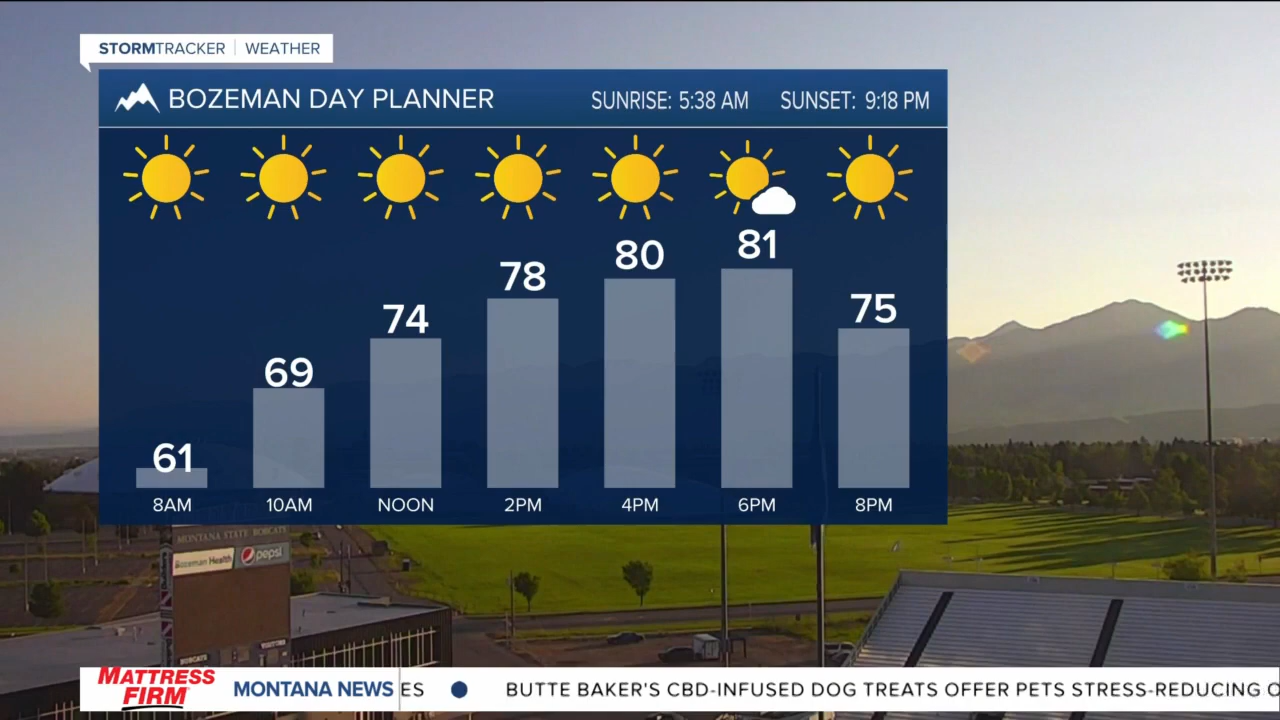 STORMTRACKER WEATHER
BOZEMAN DAY PLANNER SUNRISE: 5:38 AM SUNSET: 9:18 PM
61 69 74 78 80 81 75
8AM 10AM NOON 2PM 4PM 6PM 8PM
MONTANA STATE BOBCATS
Bozeman Health pepsi
BOBCATS
MATTRESS
FIRM
MONTANA NEWS ES ● BUTTE BAKER'S CBD-INFUSED DOG TREATS OFFER PETS STRESS-REDUCING